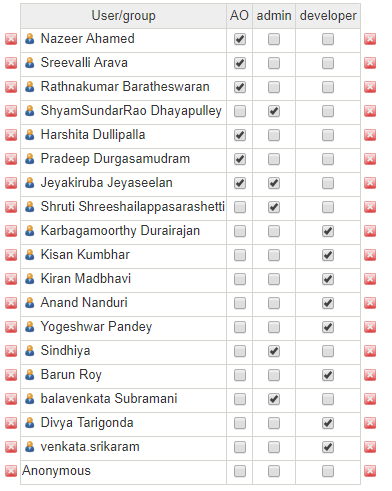 User/group AO admin developer
Nazeer Ahamed
Sreevalli Arava
Rathnakumar Baratheswaran
ShyamSundarRao Dhayapulley
Harshita Dullipalla
Pradeep Durgasamudram
Jeyakiruba Jeyaseelan
Shruti Shreeshailappasarashetti
Karbagamoorthy Durairajan
Kisan Kumbhar
Kiran Madbhavi
Anand Nanduri
Yogeshwar Pandey
Sindhiya
Barun Roy
balavenkata Subramani
Divya Tarigonda
venkata.srikaram
Anonymous